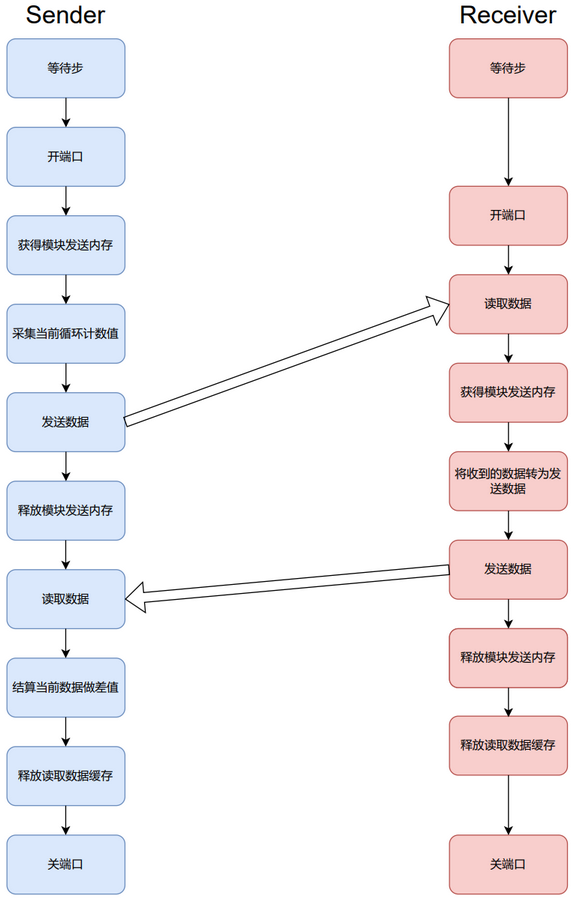 Sender
等待步
开端口
获得模块发送内存
采集当前循环计数值
发送数据
释放模块发送内存
读取数据
结算当前数据做差值
释放读取数据缓存
关端口
Receiver
等待步
开端口
读取数据
获得模块发送内存
将收到的数据转为发
送数据
发送数据
释放模块发送内存
释放读取数据缓存
关端口